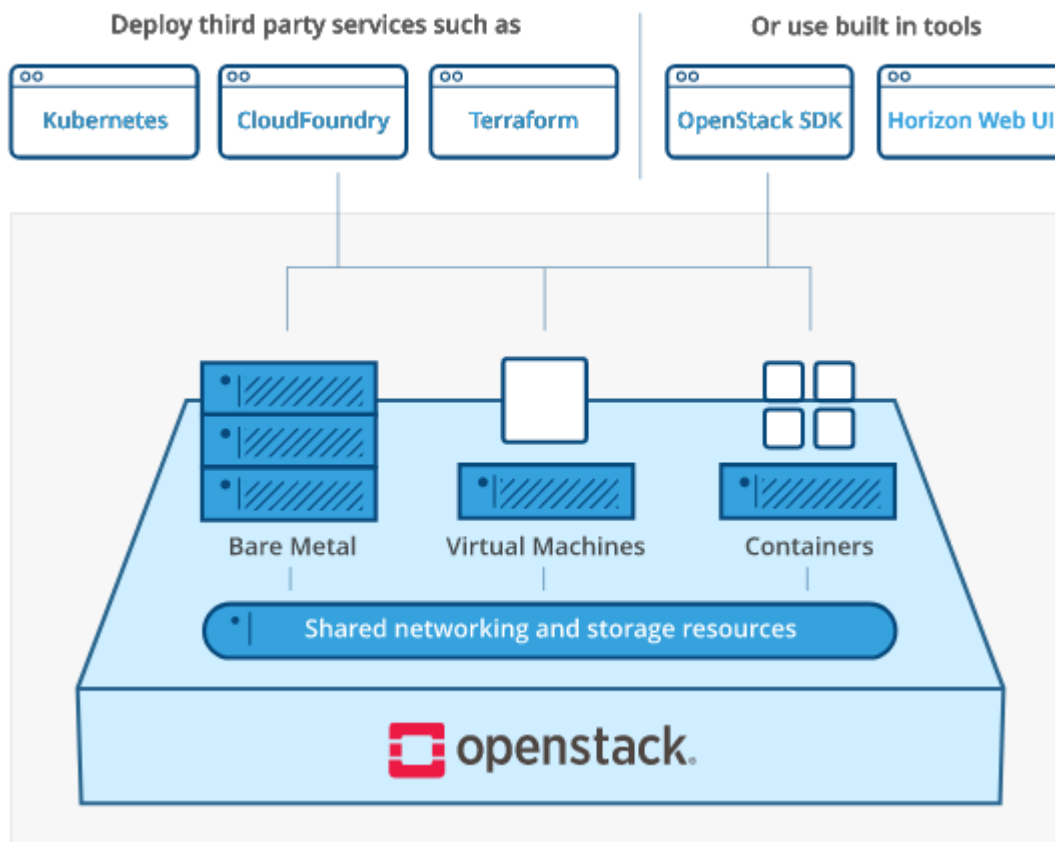 Deploy third party services such as
Or use built in tools
Kubernetes
CloudFoundry
Terraform
OpenStack SDK
Horizon Web UI
Bare Metal
Virtual Machines
Containers
Shared networking and storage resources
openstack.